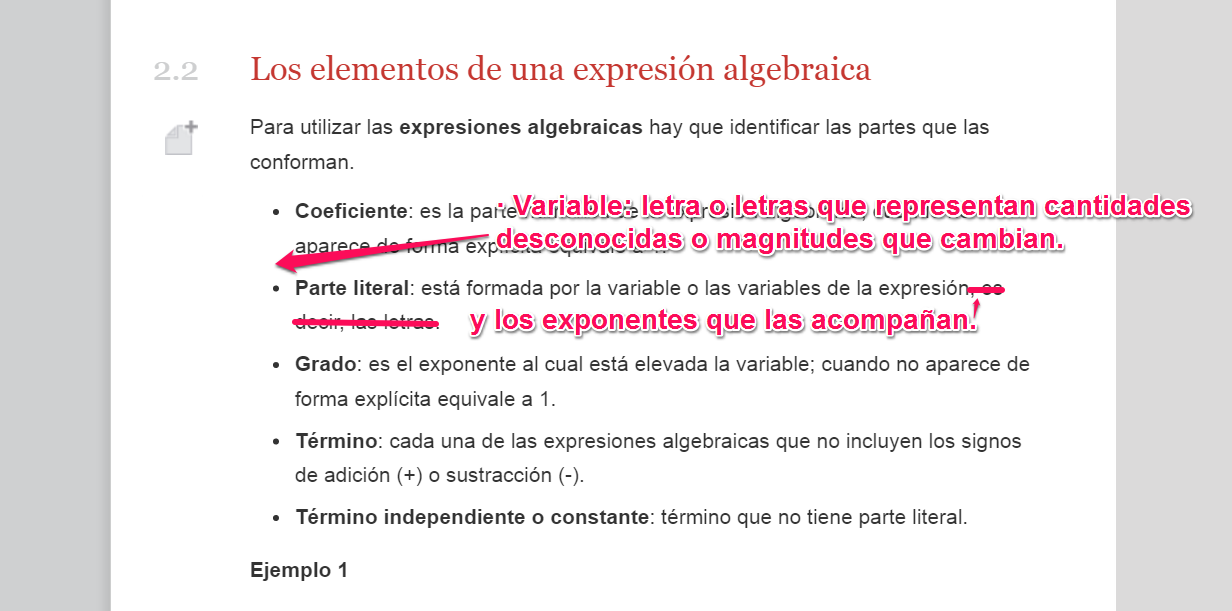 2.2 Los elementos de una expresión algebraica
Para utilizar las expresiones algebraicas hay que identificar las partes que las
conforman.
• Coeficiente: es la parte
· Variable: letra o letras que representan cantidades
aparece de forma explícita equivale a 1.
desconocidas o magnitudes que cambian.
• Parte literal: está formada por la variable o las variables de la expresión, es
decir, las letras.
y los exponentes que las acompañan.
• Grado: es el exponente al cual está elevada la variable; cuando no aparece de
forma explícita equivale a 1.
• Término: cada una de las expresiones algebraicas que no incluyen los signos
de adición (+) o sustracción (-).
• Término independiente o constante: término que no tiene parte literal.
Ejemplo 1